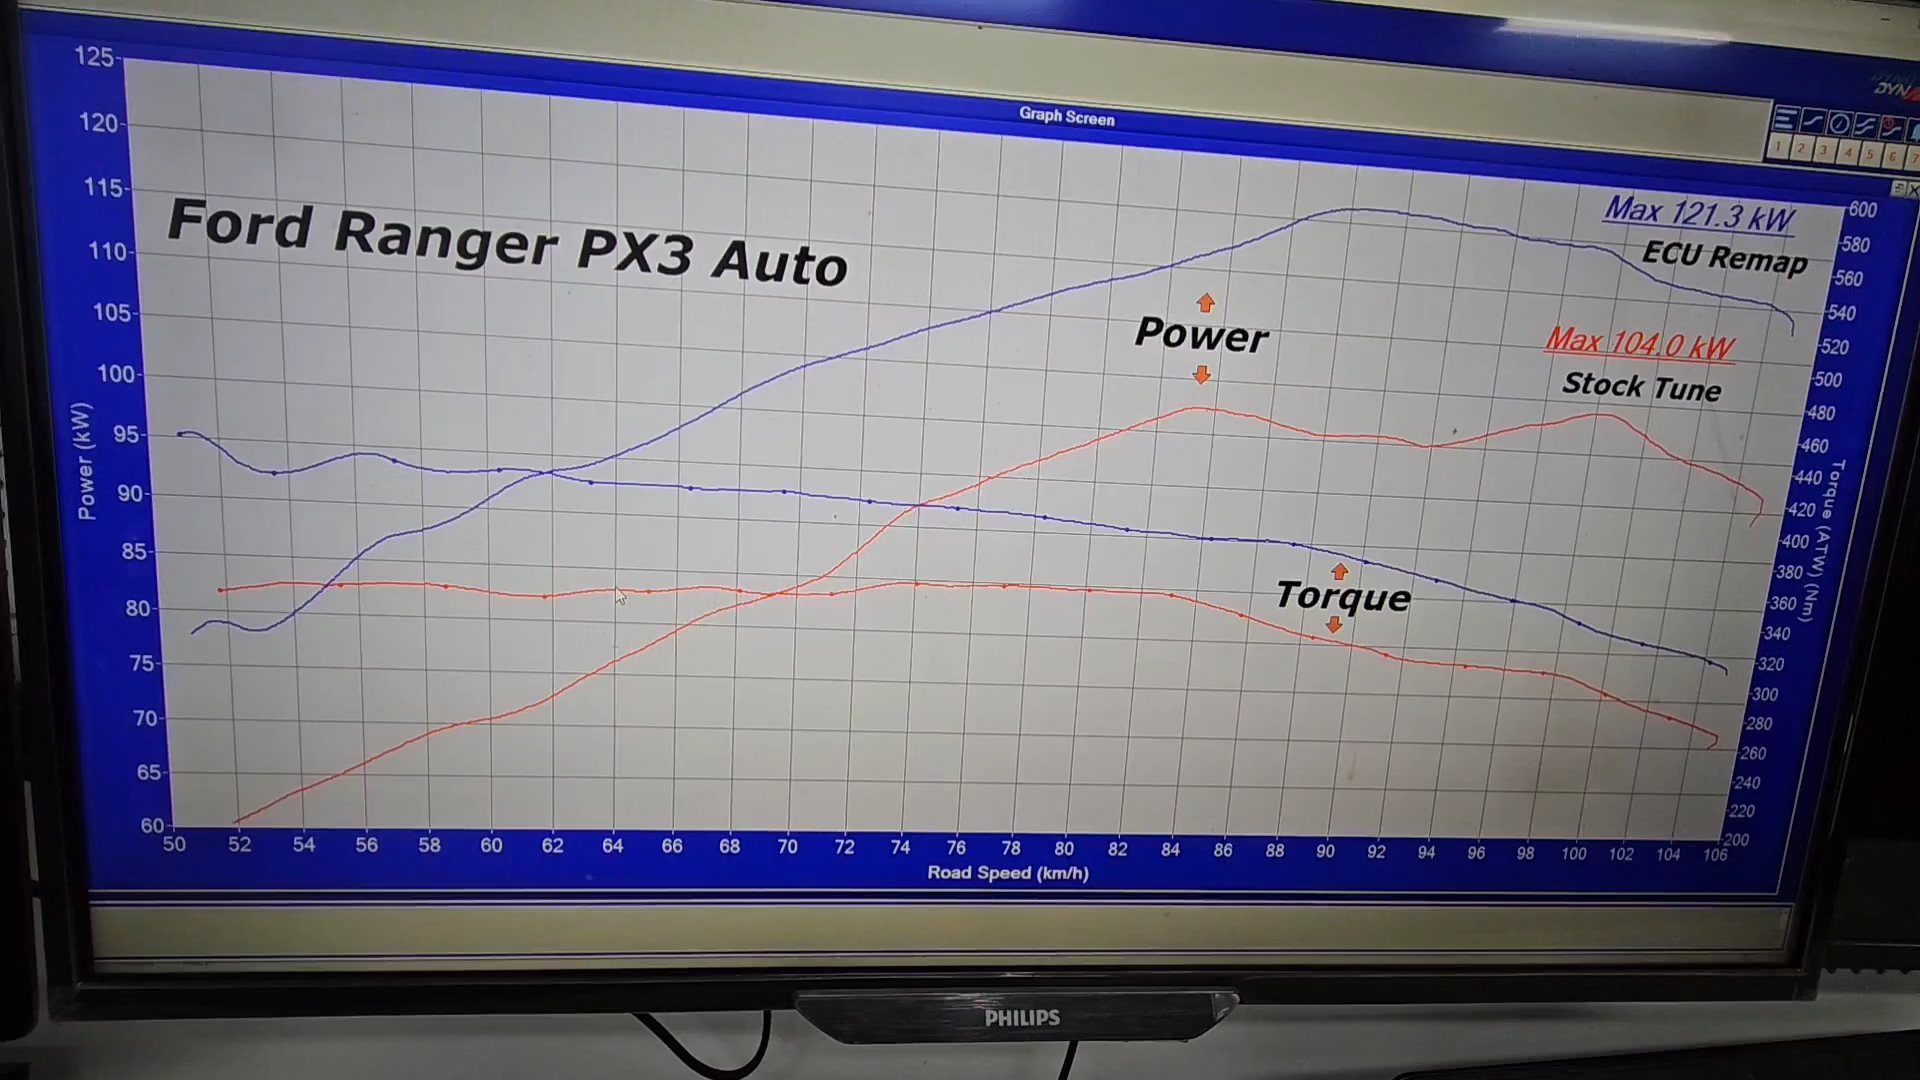 Graph Screen
DYN
1 2 3 4 5 6 7
Ford Ranger PX3 Auto
Max 121.3 kW
ECU Remap
Power
Max 104.0 kW
Stock Tune
Torque
Power (kW)
125
120
115
110
105
100
95
90
85
80
75
70
65
60
600
580
560
540
520
500
480
460
440
420
400
380
360
340
320
300
280
260
240
220
200
Torque (ATW) (Nm)
50 52 54 56 58 60 62 64 66 68 70 72 74 76 78 80 82 84 86 88 90 92 94 96 98 100 102 104 106
Road Speed (km/h)
PHILIPS